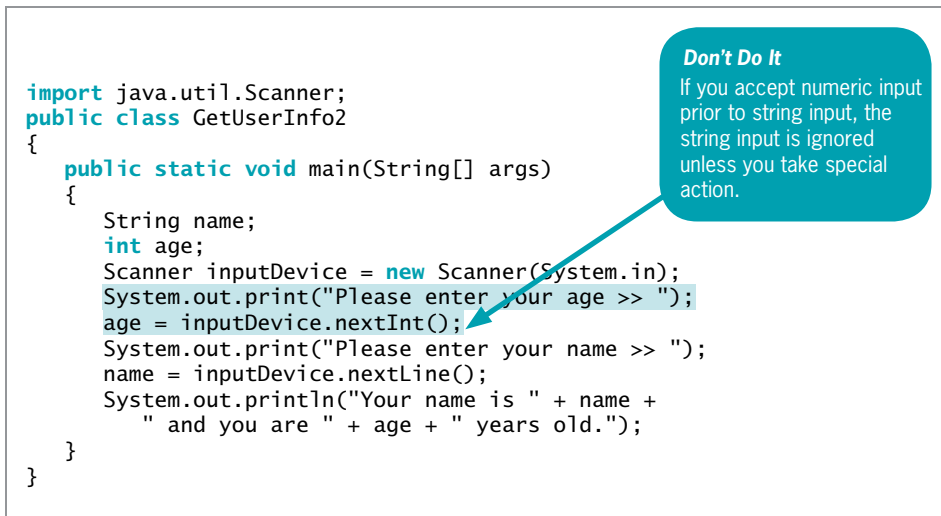 Don't Do It
If you accept numeric input
prior to string input, the
string input is ignored
unless you take special
action.
import java.util.Scanner;
public class GetUserInfo2
{
   public static void main(String[] args)
   {
      String name;
      int age;
      Scanner inputDevice = new Scanner(System.in);
      System.out.print("Please enter your age >> ");
      age = inputDevice.nextInt();
      System.out.print("Please enter your name >> ");
      name = inputDevice.nextLine();
      System.out.println("Your name is " + name +
         " and you are " + age + " years old.");
   }
}